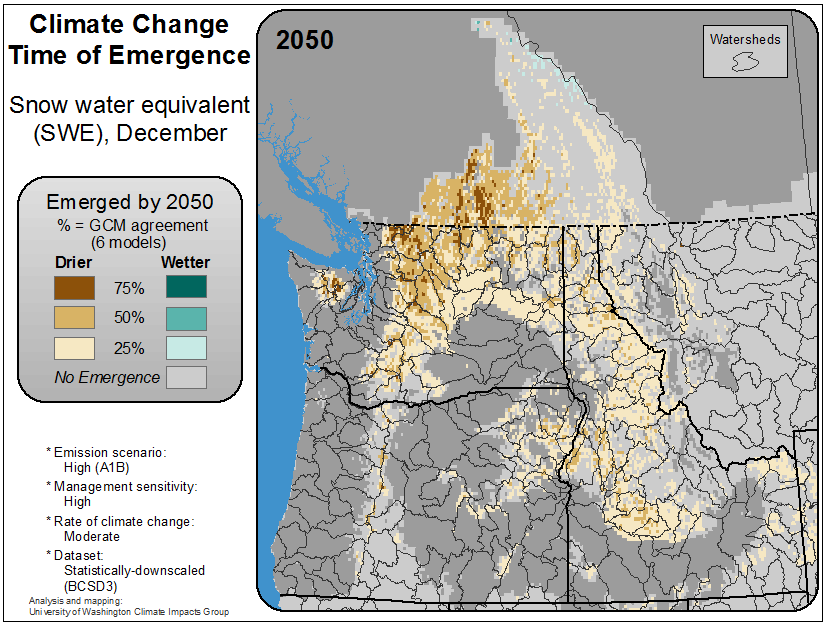 Climate Change
Time of Emergence
Snow water equivalent
(SWE), December
Emerged by 2050
% = GCM agreement
(6 models)
Drier Wetter
75%
50%
25%
No Emergence
* Emission scenario:
High (A1B)
* Management sensitivity:
High
* Rate of climate change:
Moderate
* Dataset:
Statistically-downscaled
(BCSD3)
Analysis and mapping:
University of Washington Climate Impacts Group
2050
Watersheds